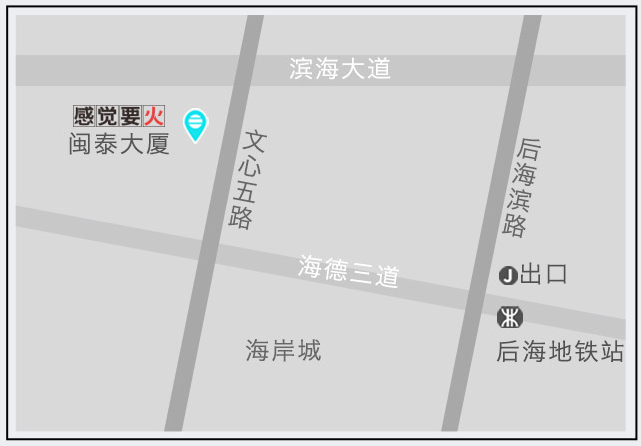 滨海大道
感觉要火
闽泰大厦
文心五路
后海滨路
海德三道
J出口
海岸城
后海地铁站